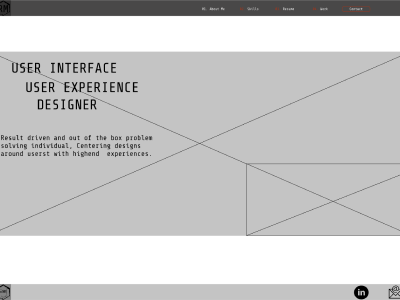 01 About Me Skills Resume Work Contact
USER INTERFACE
USER EXPERIENCE
DESIGNER
Result driven and out of the box problem
solving individual, Centering designs
around userst with highend experiences.
in